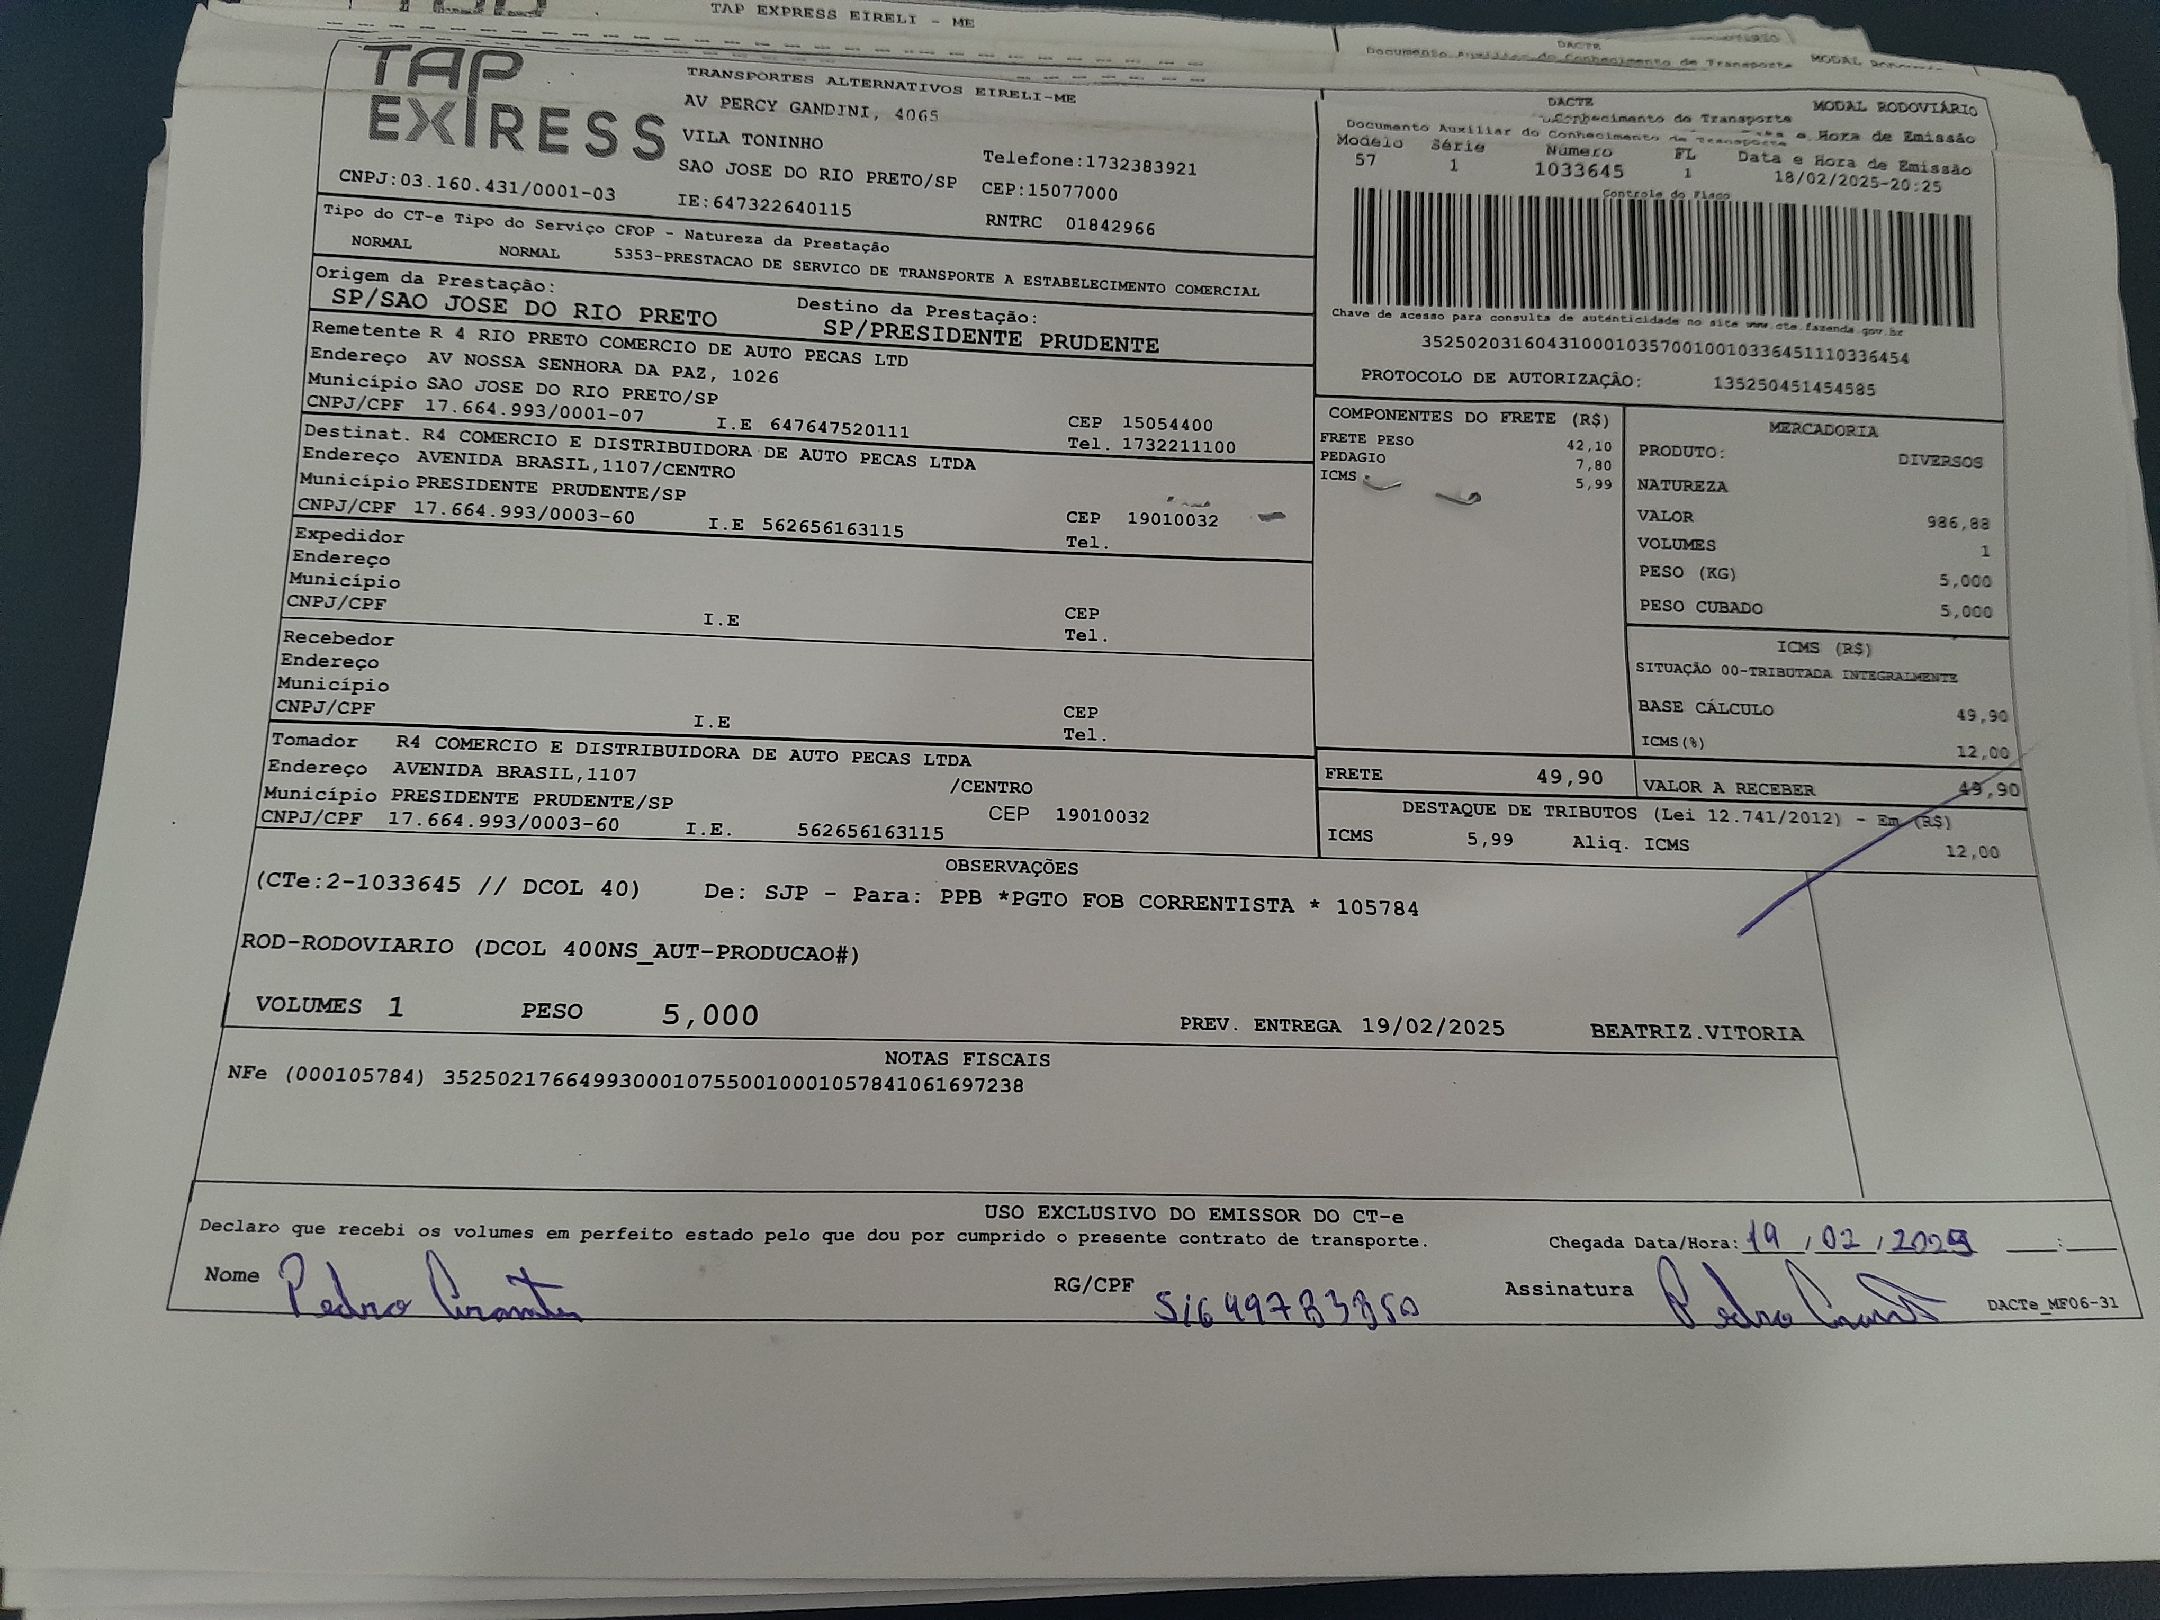 TAP EXPRESS EIRELI - ME
DACTE
Documento Auxiliar do Conhecimento de Transporte
TAP
EXPRESS
TRANSPORTES ALTERNATIVOS EIRELI-ME
AV PERCY GANDINI, 4065
VILA TONINHO Telefone:1732383921
SAO JOSE DO RIO PRETO/SP CEP:15077000
CNPJ:03.160.431/0001-03 IE:647322640115 RNTRC 01842966
DACTE MODAL RODOVIÁRIO
Documento Auxiliar do Conhecimento de Transporte
Modelo Série Número FL Data e Hora de Emissão
57 1 1033645 1 18/02/2025-20:25
Controle do Fisco
Chave de acesso para consulta de autenticidade no site www.cte.fazenda.gov.br
35250203160431000103570010010336451110336454
PROTOCOLO DE AUTORIZAÇÃO: 135250451454585
Tipo do CT-e Tipo do Serviço CFOP - Natureza da Prestação
NORMAL NORMAL 5353-PRESTACAO DE SERVICO DE TRANSPORTE A ESTABELECIMENTO COMERCIAL
Origem da Prestação: Destino da Prestação:
SP/SAO JOSE DO RIO PRETO SP/PRESIDENTE PRUDENTE
Remetente R 4 RIO PRETO COMERCIO DE AUTO PECAS LTD
Endereço AV NOSSA SENHORA DA PAZ, 1026
Município SAO JOSE DO RIO PRETO/SP CEP 15054400
CNPJ/CPF 17.664.993/0001-07 I.E 647647520111 Tel. 1732211100
Destinat. R4 COMERCIO E DISTRIBUIDORA DE AUTO PECAS LTDA
Endereço AVENIDA BRASIL,1107/CENTRO
Município PRESIDENTE PRUDENTE/SP CEP 19010032
CNPJ/CPF 17.664.993/0003-60 I.E 562656163115 Tel.
Expedidor
Endereço
Município CEP
CNPJ/CPF I.E Tel.
Recebedor
Endereço
Município CEP
CNPJ/CPF I.E Tel.
Tomador R4 COMERCIO E DISTRIBUIDORA DE AUTO PECAS LTDA
Endereço AVENIDA BRASIL,1107 /CENTRO
Município PRESIDENTE PRUDENTE/SP CEP 19010032
CNPJ/CPF 17.664.993/0003-60 I.E. 562656163115
COMPONENTES DO FRETE (R$)
FRETE PESO 42,10
PEDAGIO 7,80
ICMS 5,99
MERCADORIA
PRODUTO: DIVERSOS
NATUREZA
VALOR 986,88
VOLUMES 1
PESO (KG) 5,000
PESO CUBADO 5,000
ICMS (R$)
SITUAÇÃO 00-TRIBUTADA INTEGRALMENTE
BASE CÁLCULO 49,90
ICMS(%) 12,00
FRETE 49,90 VALOR A RECEBER 49,90
DESTAQUE DE TRIBUTOS (Lei 12.741/2012) - Em (R$)
ICMS 5,99 Aliq. ICMS 12,00
OBSERVAÇÕES
(CTe:2-1033645 // DCOL 40) De: SJP - Para: PPB *PGTO FOB CORRENTISTA * 105784
ROD-RODOVIARIO (DCOL 400NS_AUT-PRODUCAO#)
VOLUMES 1 PESO 5,000 PREV. ENTREGA 19/02/2025 BEATRIZ.VITORIA
NOTAS FISCAIS
NFe (000105784) 35250217664993000107550010001057841061697238
USO EXCLUSIVO DO EMISSOR DO CT-e
Declaro que recebi os volumes em perfeito estado pelo que dou por cumprido o presente contrato de transporte. Chegada Data/Hora: 19 / 02 / 2025 ___:___
Nome Pedro RG/CPF Assinatura Pedro
DACTe_MF06-31